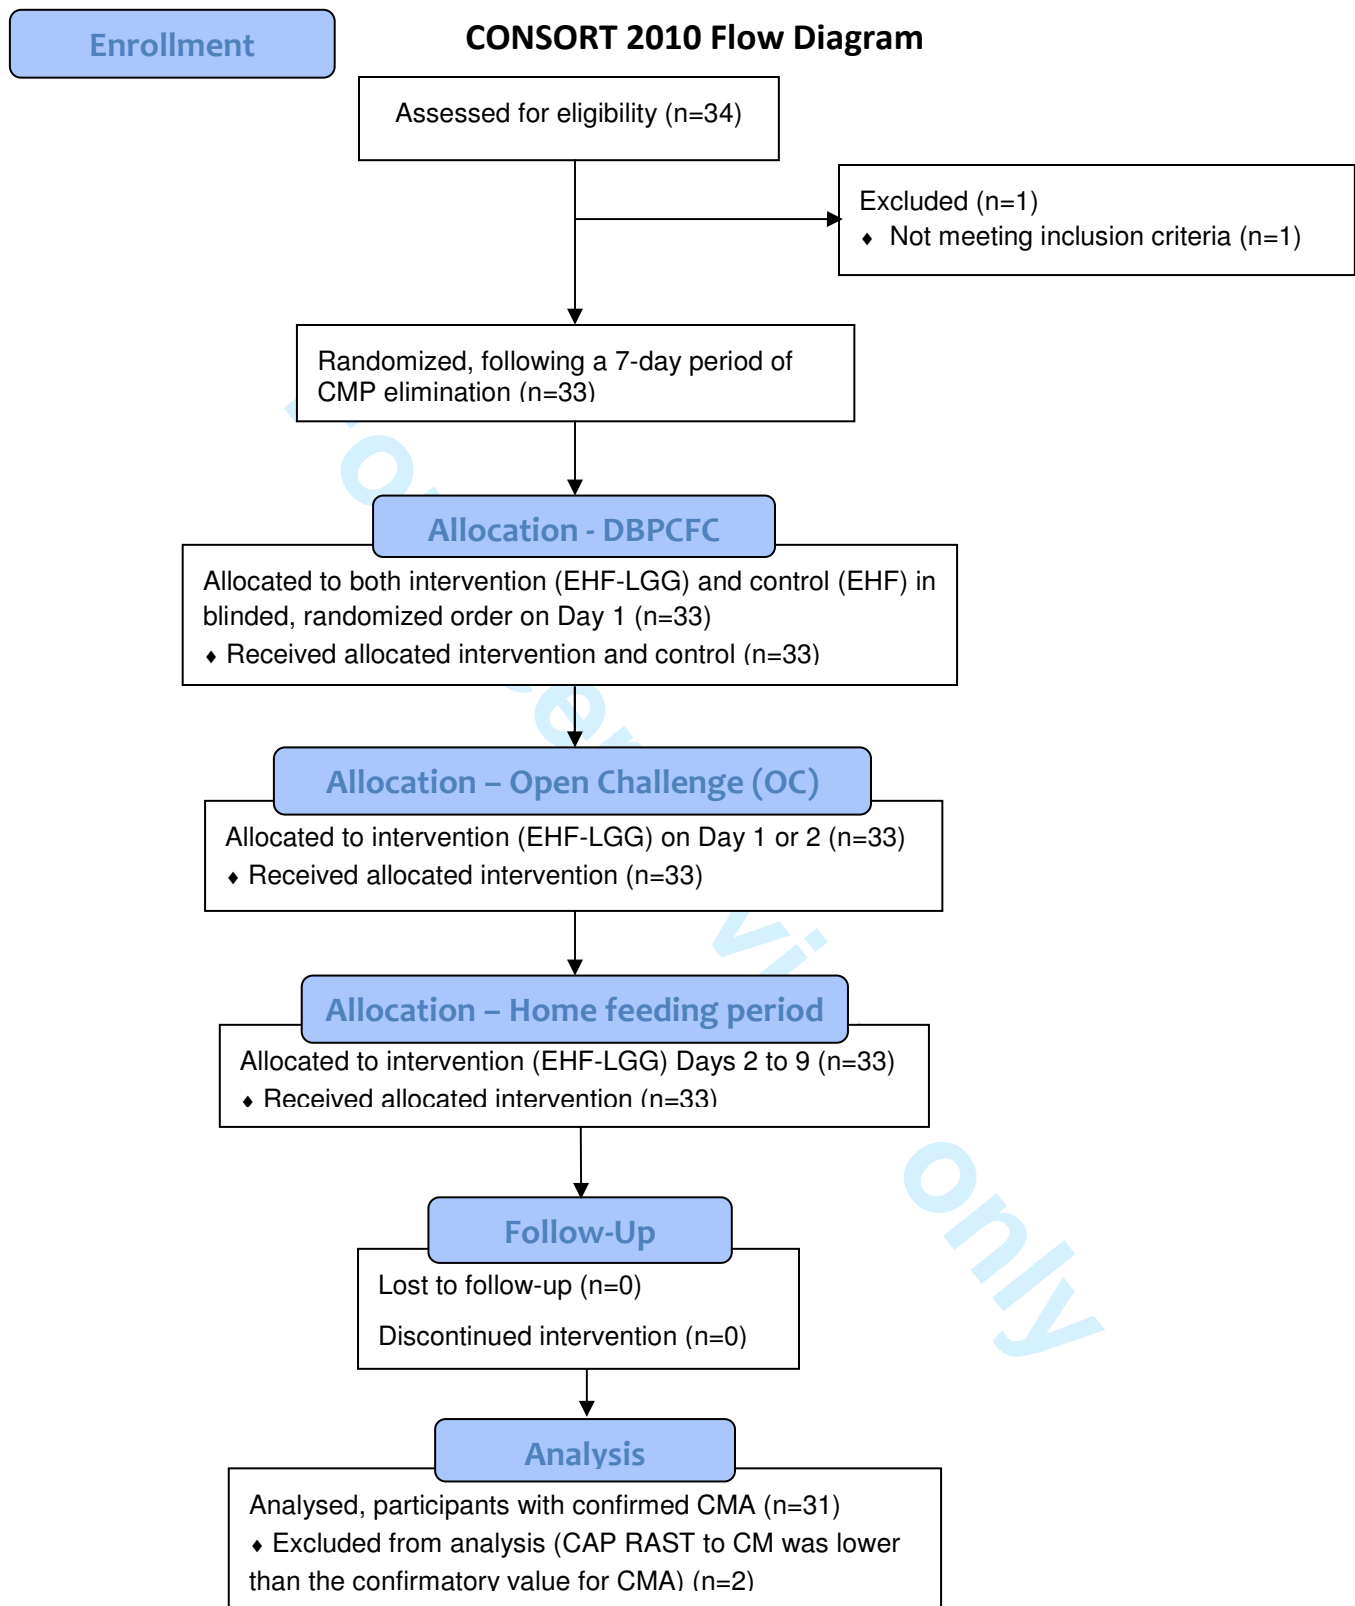 Enrollment
CONSORT 2010 Flow Diagram
Assessed for eligibility (n=34)
Excluded (n=1)
♦ Not meeting inclusion criteria (n=1)
Randomized, following a 7-day period of
CMP elimination (n=33)
Allocation - DBPCFC
Allocated to both intervention (EHF-LGG) and control (EHF) in
blinded, randomized order on Day 1 (n=33)
♦ Received allocated intervention and control (n=33)
Allocation – Open Challenge (OC)
Allocated to intervention (EHF-LGG) on Day 1 or 2 (n=33)
♦ Received allocated intervention (n=33)
Allocation – Home feeding period
Allocated to intervention (EHF-LGG) Days 2 to 9 (n=33)
♦ Received allocated intervention (n=33)
Follow-Up
Lost to follow-up (n=0)
Discontinued intervention (n=0)
Analysis
Analysed, participants with confirmed CMA (n=31)
♦ Excluded from analysis (CAP RAST to CM was lower
than the confirmatory value for CMA) (n=2)
only